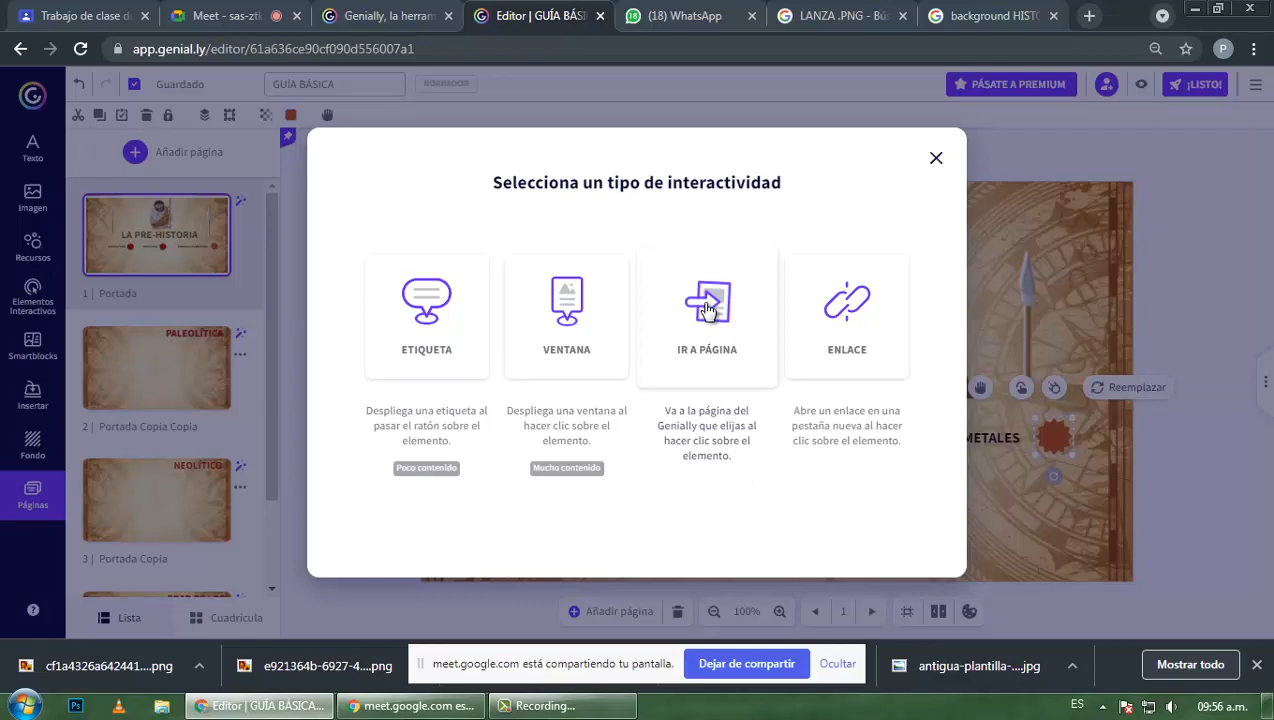 Trabajo de clase d
Meet - sas-ztk
Genially, la herram
Editor | GUÍA BÁSI
(18) WhatsApp
LANZA .PNG - Bús
background HISTO
app.genial.ly/editor/61a636ce90cf090d556007a1
P
Guardado
GUÍA BÁSICA
BORRADOR
PÁSATE A PREMIUM
¡LISTO!
Texto
Imagen
Recursos
Elementos
Interactivos
Smartblocks
Insertar
Fondo
Páginas
Añadir página
LA PRE-HISTORIA
1 | Portada
PALEOLÍTICA
2 | Portada Copia Copia
NEOLÍTICO
3 | Portada Copia
Lista
Cuadrícula
Selecciona un tipo de interactividad
ETIQUETA
Despliega una etiqueta al
pasar el ratón sobre el
elemento.
Poco contenido
VENTANA
Despliega una ventana al
hacer clic sobre el
elemento.
Mucho contenido
IR A PÁGINA
Va a la página del
Genially que elijas al
hacer clic sobre el
elemento.
ENLACE
Abre un enlace en una
pestaña nueva al hacer
clic sobre el elemento.
Reemplazar
METALES
Añadir página
100%
1
cf1a4326a642441....png
e921364b-6927-4....png
meet.google.com está compartiendo tu pantalla.
Dejar de compartir
Ocultar
antigua-plantilla-....jpg
Mostrar todo
Ps
Editor | GUÍA BÁSICA...
meet.google.com es...
Recording...
ES
09:56 a.m.